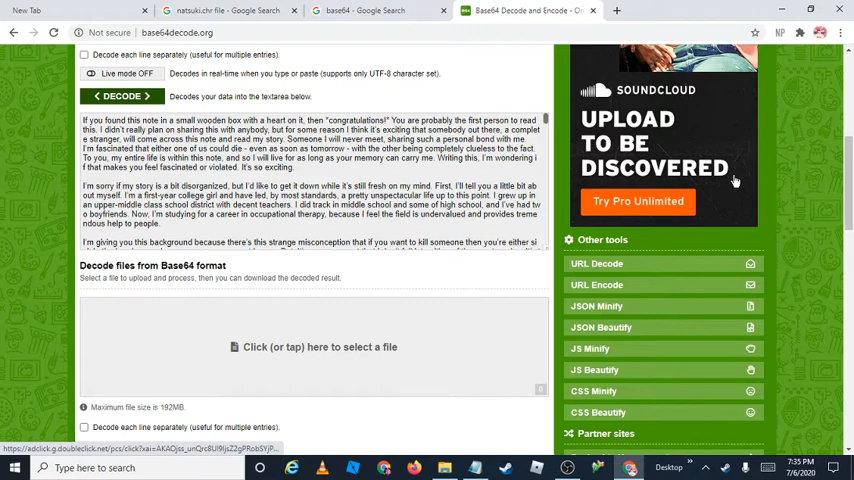 New Tab
natsuki.chr file - Google Search
base64 - Google Search
Base64 Decode and Encode - On
Not secure | base64decode.org
NP
Decode each line separately (useful for multiple entries).
Live mode OFF
Decodes in real-time when you type or paste (supports only UTF-8 character set).
< DECODE >
Decodes your data into the textarea below.
If you found this note in a small wooden box with a heart on it, then *congratulations!* You are probably the first person to read
this. I didn't really plan on sharing this with anybody, but for some reason I think it's exciting that somebody out there, a complet
e stranger, will come across this note and read my story. Someone I will never meet, sharing such a personal bond with me.
I'm fascinated that either one of us could die - even as soon as tomorrow - with the other being completely clueless to the fact.
To you, my entire life is within this note, and so I will live for as long as your memory can carry me. Writing this, I'm wondering i
f that makes you feel fascinated or violated. It's so exciting.
I'm sorry if my story is a bit disorganized, but I'd like to get it down while it's still fresh on my mind. First, I'll tell you a little bit ab
out myself. I'm a first-year college girl and have led, by most standards, a pretty unspectacular life up to this point. I grew up in
an upper-middle class school district with decent teachers. I did track in middle school and some of high school, and I've had tw
o boyfriends. Now, I'm studying for a career in occupational therapy, because I feel the field is undervalued and provides treme
ndous help to people.
I'm giving you this background because there's this strange misconception that if you want to kill someone then you're either si
Decode files from Base64 format
Select a file to upload and process, then you can download the decoded result.
Click (or tap) here to select a file
0
Maximum file size is 192MB.
Decode each line separately (useful for multiple entries).
SOUNDCLOUD
UPLOAD
TO BE
DISCOVERED
Try Pro Unlimited
Other tools
URL Decode
URL Encode
JSON Minify
JSON Beautify
JS Minify
JS Beautify
CSS Minify
CSS Beautify
Partner sites
Type here to search
Desktop
7:35 PM
7/6/2020